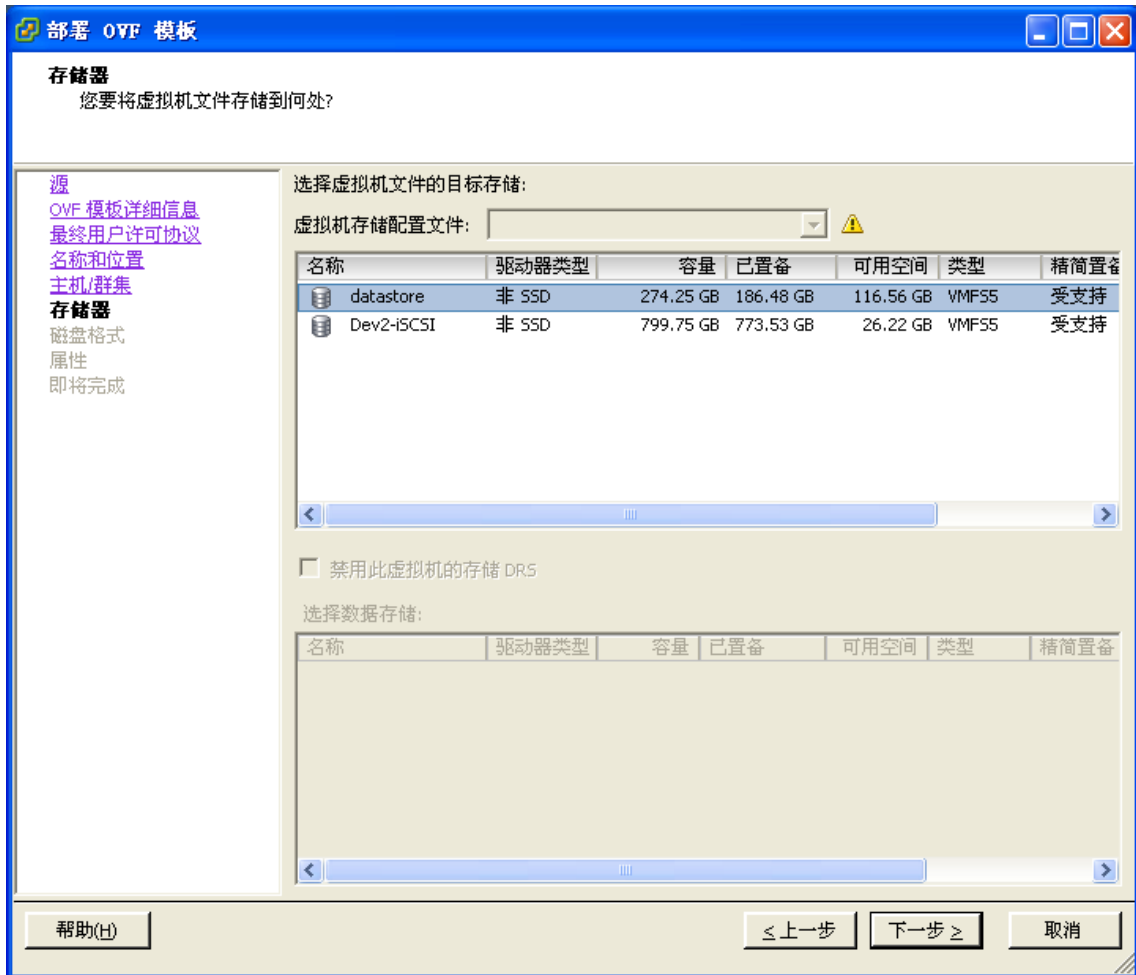 部署 OVF 模板
存储器
您要将虚拟机文件存储到何处?
源
OVF 模板详细信息
最终用户许可协议
名称和位置
主机/群集
存储器
磁盘格式
属性
即将完成
选择虚拟机文件的目标存储:
虚拟机存储配置文件:
名称 驱动器类型 容量 已置备 可用空间 类型 精简置备
datastore 非 SSD 274.25 GB 186.48 GB 116.56 GB VMFS5 受支持
Dev2-iSCSI 非 SSD 799.75 GB 773.53 GB 26.22 GB VMFS5 受支持
禁用此虚拟机的存储 DRS
选择数据存储:
名称 驱动器类型 容量 已置备 可用空间 类型 精简置备
帮助(H) ≤上一步 下一步 ≥ 取消